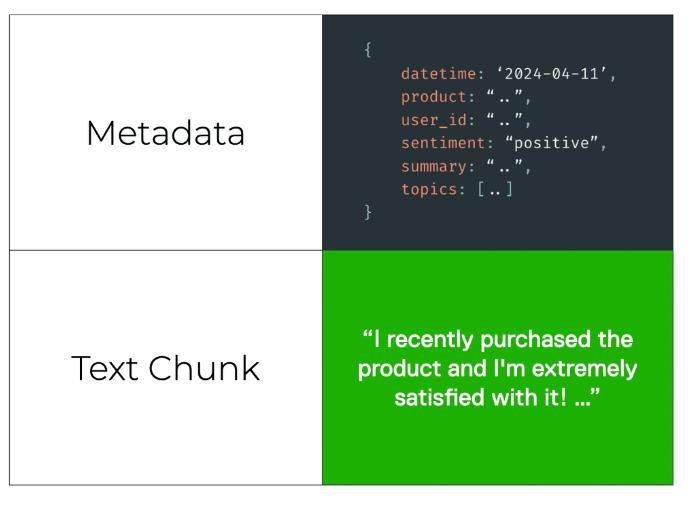 Metadata
{
datetime: ‘2024-04-11’,
product: “..”,
user_id: “..”,
sentiment: “positive”,
summary: “..”,
topics: [..]
}
Text Chunk
“I recently purchased the
product and I'm extremely
satisfied with it! ...”